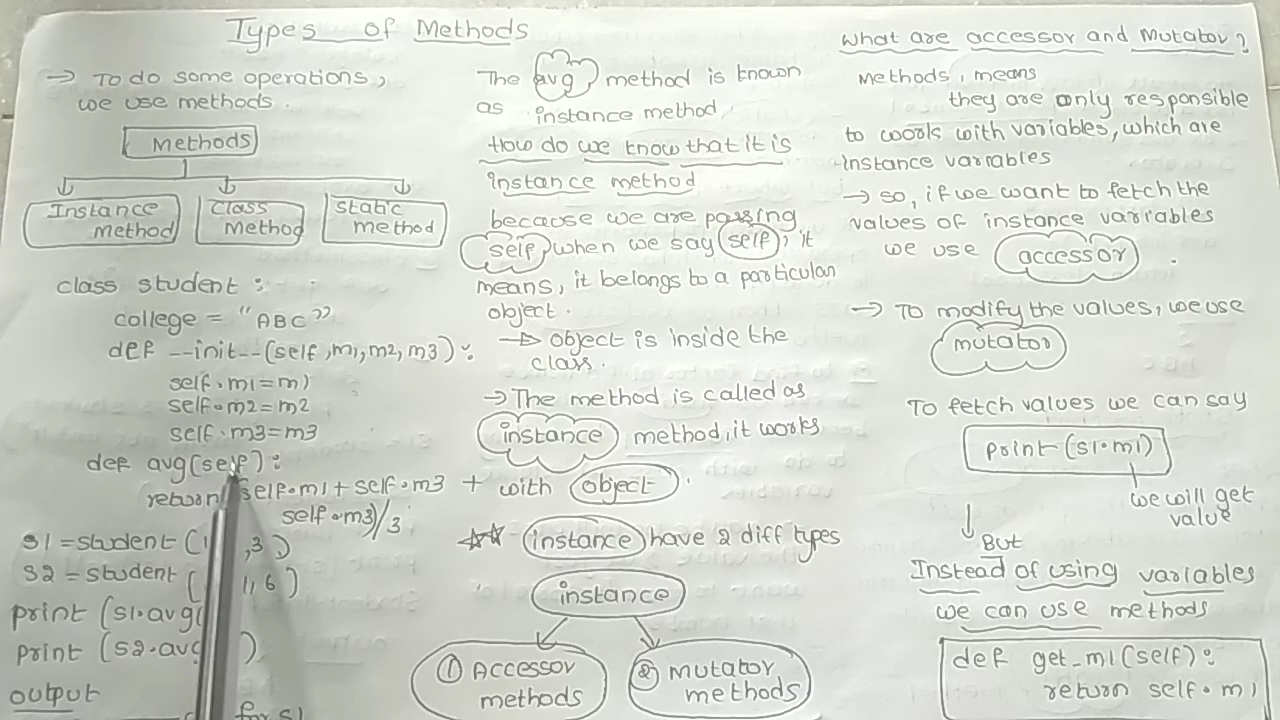 Types of Methods
→ To do some operations,
we use methods.
Methods
Instance method
class method
static method
class student :
college = "ABC"
def __init__(self, m1, m2, m3) :
self.m1 = m1
self.m2 = m2
self.m3 = m3
def avg(self) :
return (self.m1 + self.m3 +
self.m3)/3
s1 = student ( ,3)
s2 = student ( 1, 6)
print (s1.avg(
print (s2.avg )
output
for s1
The avg method is known
as instance method.
How do we know that it is
instance method
because we are passing
self, when we say self, it
means, it belongs to a particular
object.
→ object is inside the
class.
→ The method is called as
instance method, it works
with object.
☆☆ instance have 2 diff types
instance
① Accessor methods
② mutator methods
what are accessor and Mutator?
methods, means
they are only responsible
to work with variables, which are
instance variables
→ so, if we want to fetch the
values of instance variables
we use accessor.
→ To modify the values, we use
mutator
To fetch values we can say
print (s1.m1)
we will get
value
But
Instead of using variables
we can use methods
def get_m1(self) :
return self.m1